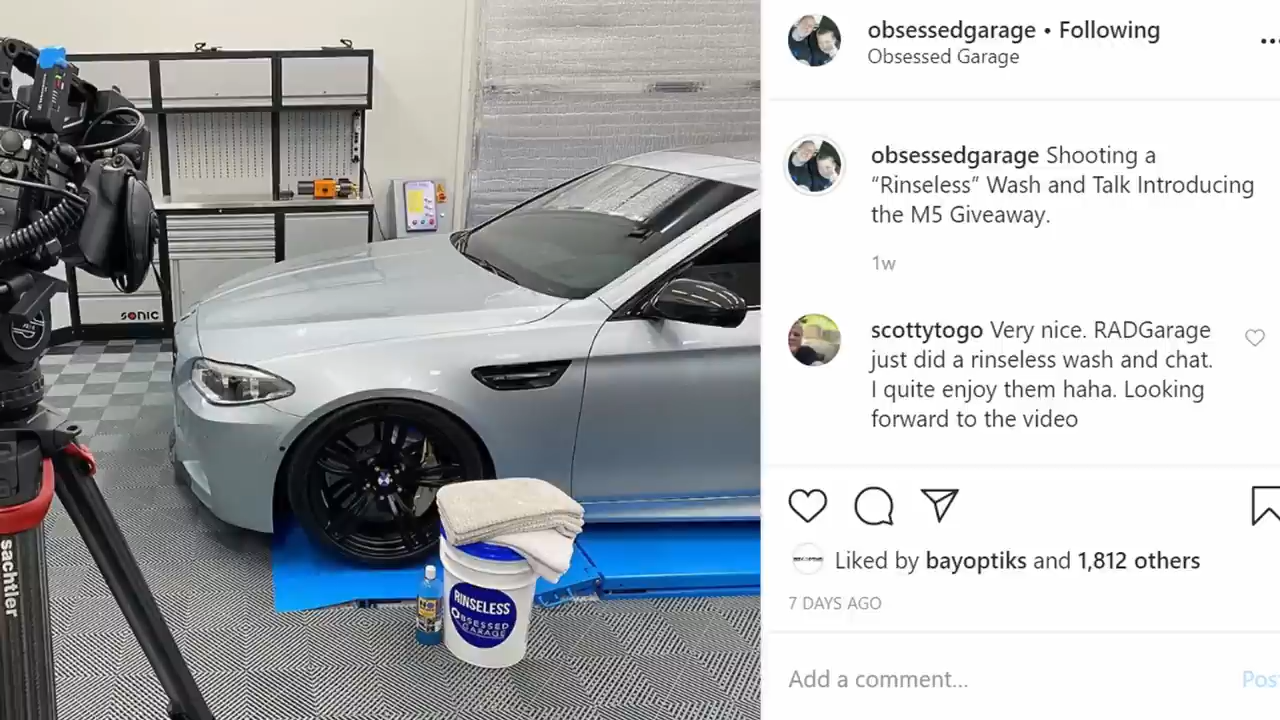 obsessedgarage • Following
Obsessed Garage
obsessedgarage Shooting a
“Rinseless” Wash and Talk Introducing
the M5 Giveaway.
1w
scottytogo Very nice. RADGarage
just did a rinseless wash and chat.
I quite enjoy them haha. Looking
forward to the video
Liked by bayoptiks and 1,812 others
7 DAYS AGO
Add a comment...
SONIC
sachtler
RINSELESS
OBSESSED
GARAGE